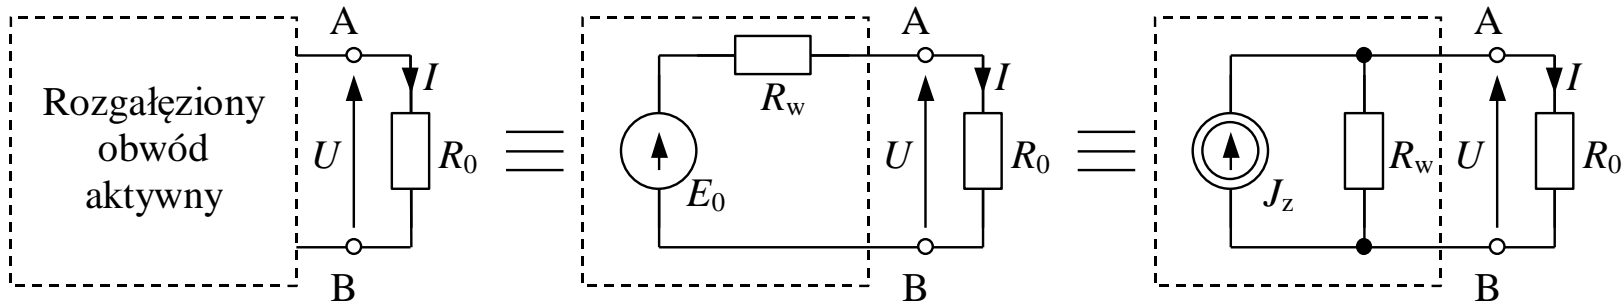 A
Rozgałęziony
obwód
aktywny
I
U
R0
B
A
Rw
I
E0
U
R0
B
A
I
Jz
Rw
U
R0
B